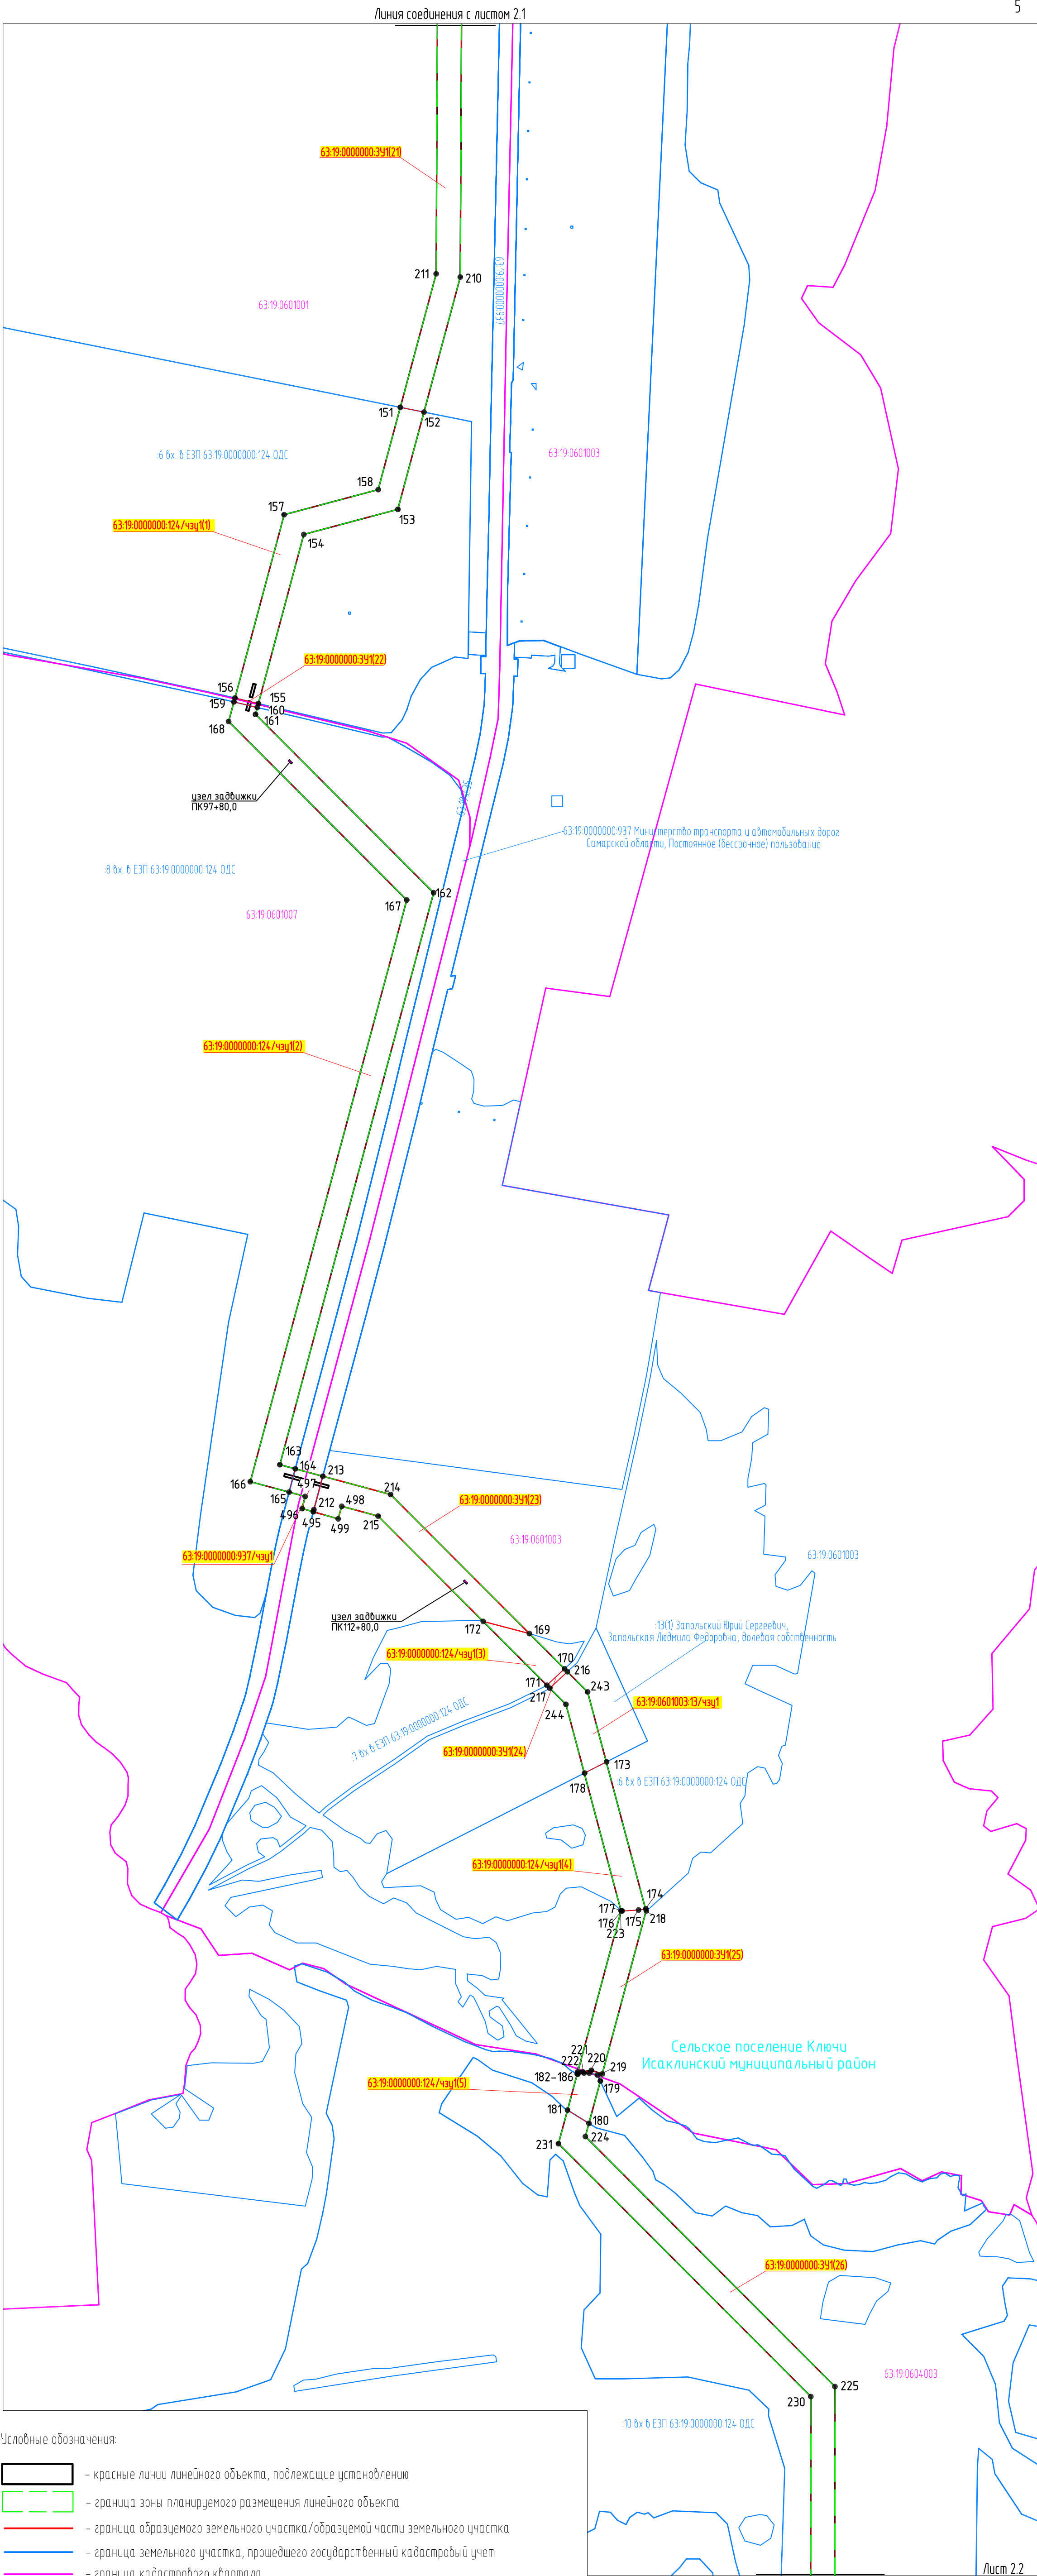 5
Линия соединения с листом 2.1
63:19:0000000:ЗУ1(21)
211
210
63:19:0000000:937
63:19:0601001
151
152
:6 вх. в ЕЗП 63:19:0000000:124 ОДС
63:19:0601003
158
157
153
63:19:0000000:124/чзу1(1)
154
63:19:0000000:ЗУ1(22)
156
155
159
160
161
168
узел задвижки
ПК97+80,0
63:19:0000000:937 Министерство транспорта и автомобильных дорог
Самарской области, Постоянное (бессрочное) пользование
:8 вх. в ЕЗП 63:19:0000000:124 ОДС
162
167
63:19:0601007
63:19:0000000:124/чзу1(2)
163
164
213
166
497
165
214
212
498
496
495
499
215
63:19:0000000:ЗУ1(23)
63:19:0601003
63:19:0000000:937/чзу1
63:19:0601003
узел задвижки
ПК112+80,0
172
169
:13(1) Запольский Юрий Сергеевич,
Запольская Людмила Федоровна, долевая собственность
63:19:0000000:124/чзу1(3)
170
216
171
217
243
244
63:19:0601003:13/чзу1
:7 вх в ЕЗП 63:19:0000000:124 ОДС
63:19:0000000:ЗУ1(24)
173
178
:6 вх в ЕЗП 63:19:0000000:124 ОДС
63:19:0000000:124/чзу1(4)
174
177
175
218
176
223
63:19:0000000:ЗУ1(25)
Сельское поселение Ключи
Исаклинский муниципальный район
221
222
220
219
182-186
63:19:0000000:124/чзу1(5)
179
181
180
224
231
63:19:0000000:ЗУ1(26)
63:19:0604003
225
230
:10 вх в ЕЗП 63:19:0000000:124 ОДС
Условные обозначения:
- красные линии линейного объекта, подлежащие установлению
- граница зоны планируемого размещения линейного объекта
- граница образуемого земельного участка/образуемой части земельного участка
- граница земельного участка, прошедшего государственный кадастровый учет
- граница кадастрового квартала
Лист 2.2